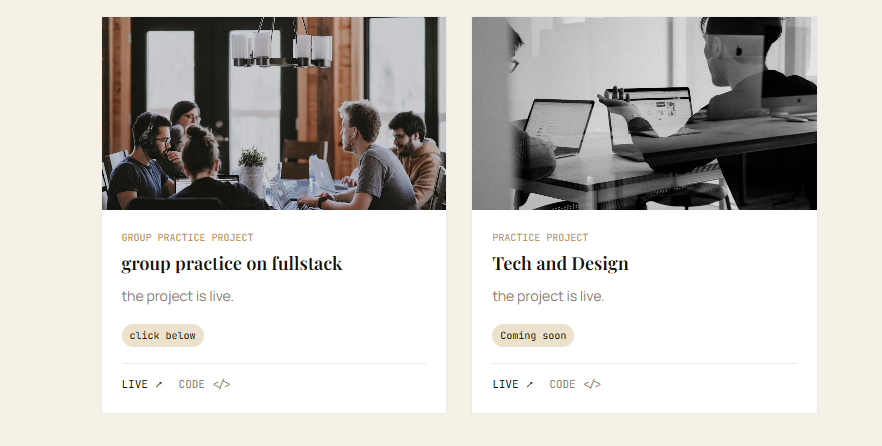 GROUP PRACTICE PROJECT
group practice on fullstack
the project is live.
click below
LIVE ↗ CODE </>
PRACTICE PROJECT
Tech and Design
the project is live.
Coming soon
LIVE ↗ CODE </>